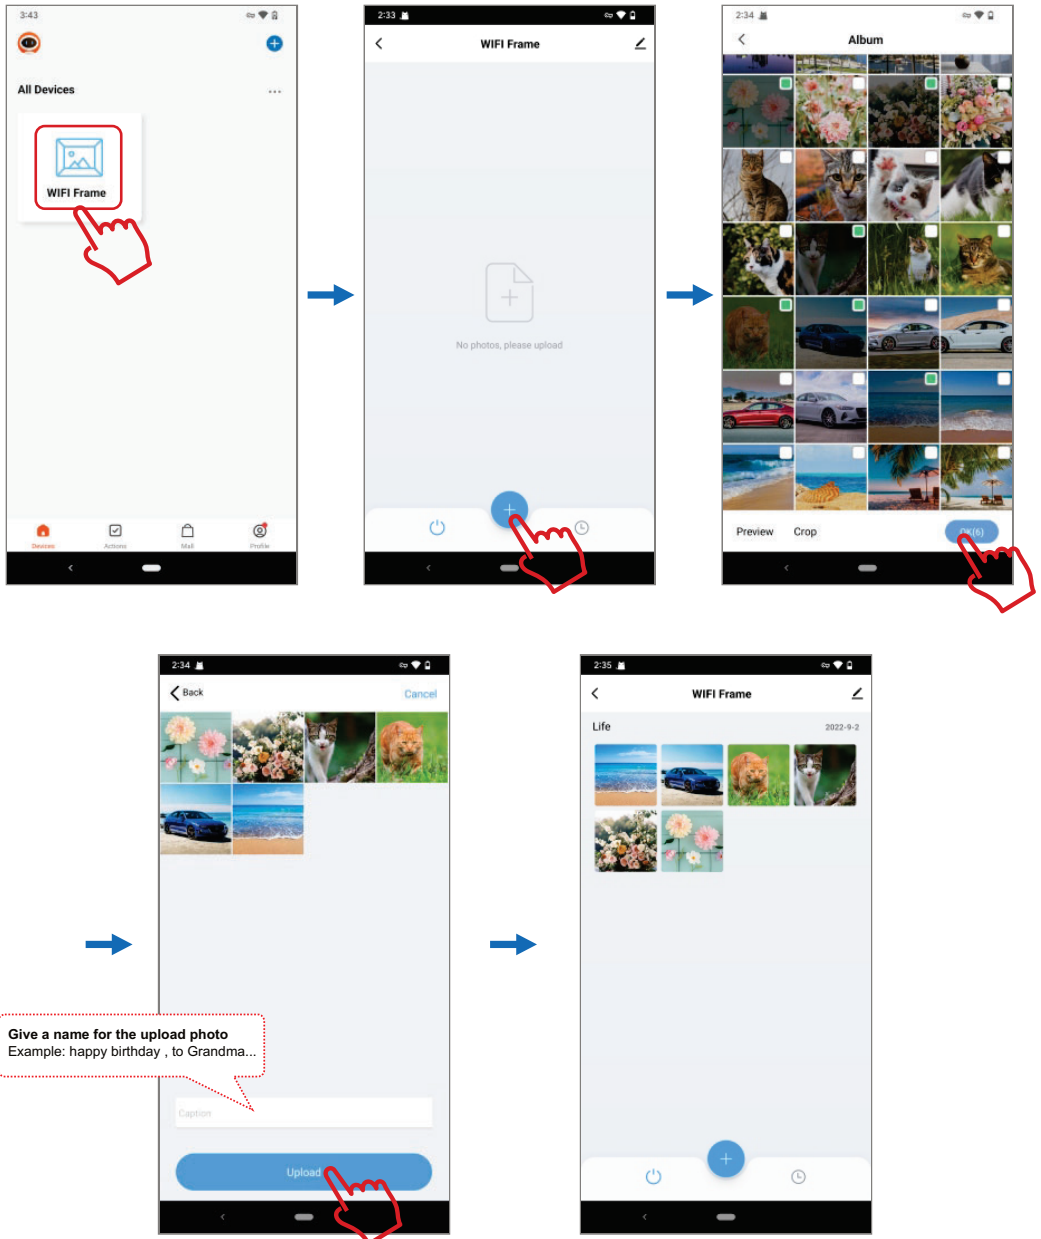 3:43
All Devices
...
WIFI Frame
Devices
Actions
Mall
Profile
2:33
WIFI Frame
No photos, please upload
2:34
Album
Preview
Crop
OK(6)
2:34
Back
Cancel
Give a name for the upload photo
Example: happy birthday , to Grandma...
Caption
Upload
2:35
WIFI Frame
Life
2022-9-2